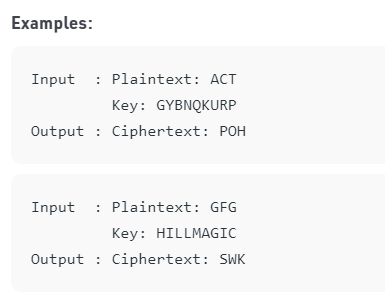 Examples:
Input : Plaintext: ACT
Key: GYBNQKURP
Output : Ciphertext: POH
Input : Plaintext: GFG
Key: HILLMAGIC
Output : Ciphertext: SWK